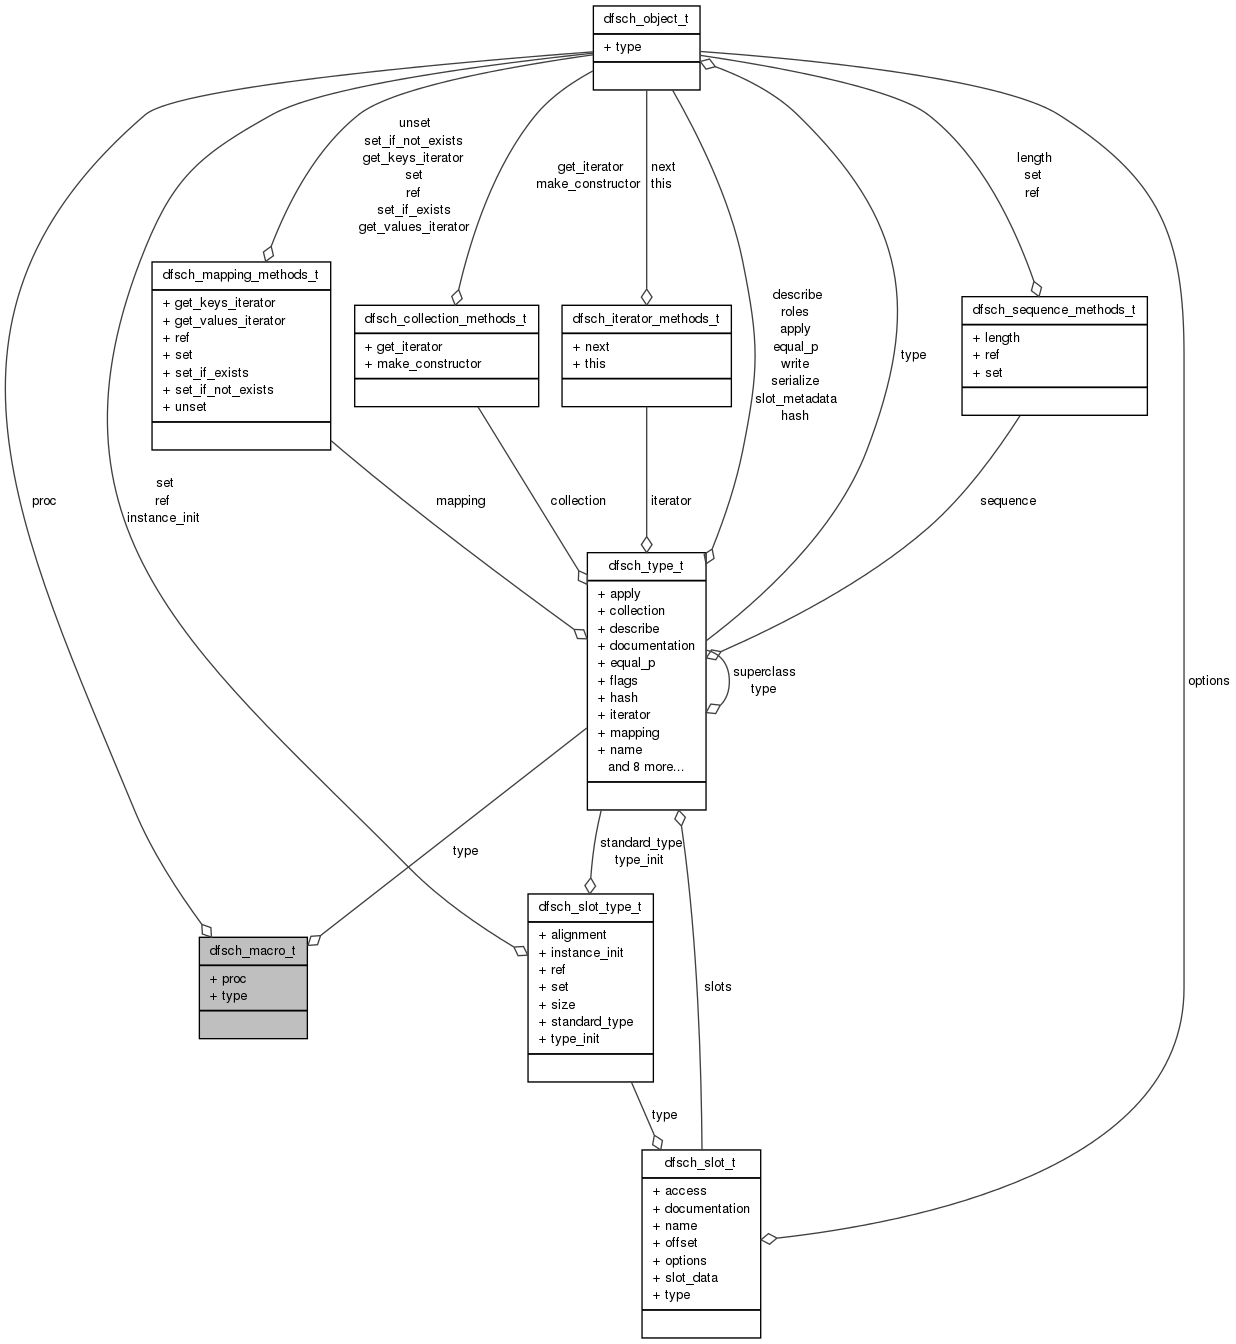 dfsch_object_t
+ type
unset
set_if_not_exists
get_keys_iterator
set
ref
set_if_exists
get_values_iterator
get_iterator
make_constructor
next
this
length
set
ref
describe
roles
apply
equal_p
write
serialize
slot_metadata
hash
type
dfsch_mapping_methods_t
+ get_keys_iterator
+ get_values_iterator
+ ref
+ set
+ set_if_exists
+ set_if_not_exists
+ unset
dfsch_collection_methods_t
+ get_iterator
+ make_constructor
dfsch_iterator_methods_t
+ next
+ this
dfsch_sequence_methods_t
+ length
+ ref
+ set
proc
set
ref
instance_init
mapping
collection
iterator
sequence
dfsch_type_t
+ apply
+ collection
+ describe
+ documentation
+ equal_p
+ flags
+ hash
+ iterator
+ mapping
+ name
and 8 more...
superclass
type
options
type
standard_type
type_init
slots
dfsch_macro_t
+ proc
+ type
dfsch_slot_type_t
+ alignment
+ instance_init
+ ref
+ set
+ size
+ standard_type
+ type_init
type
dfsch_slot_t
+ access
+ documentation
+ name
+ offset
+ options
+ slot_data
+ type